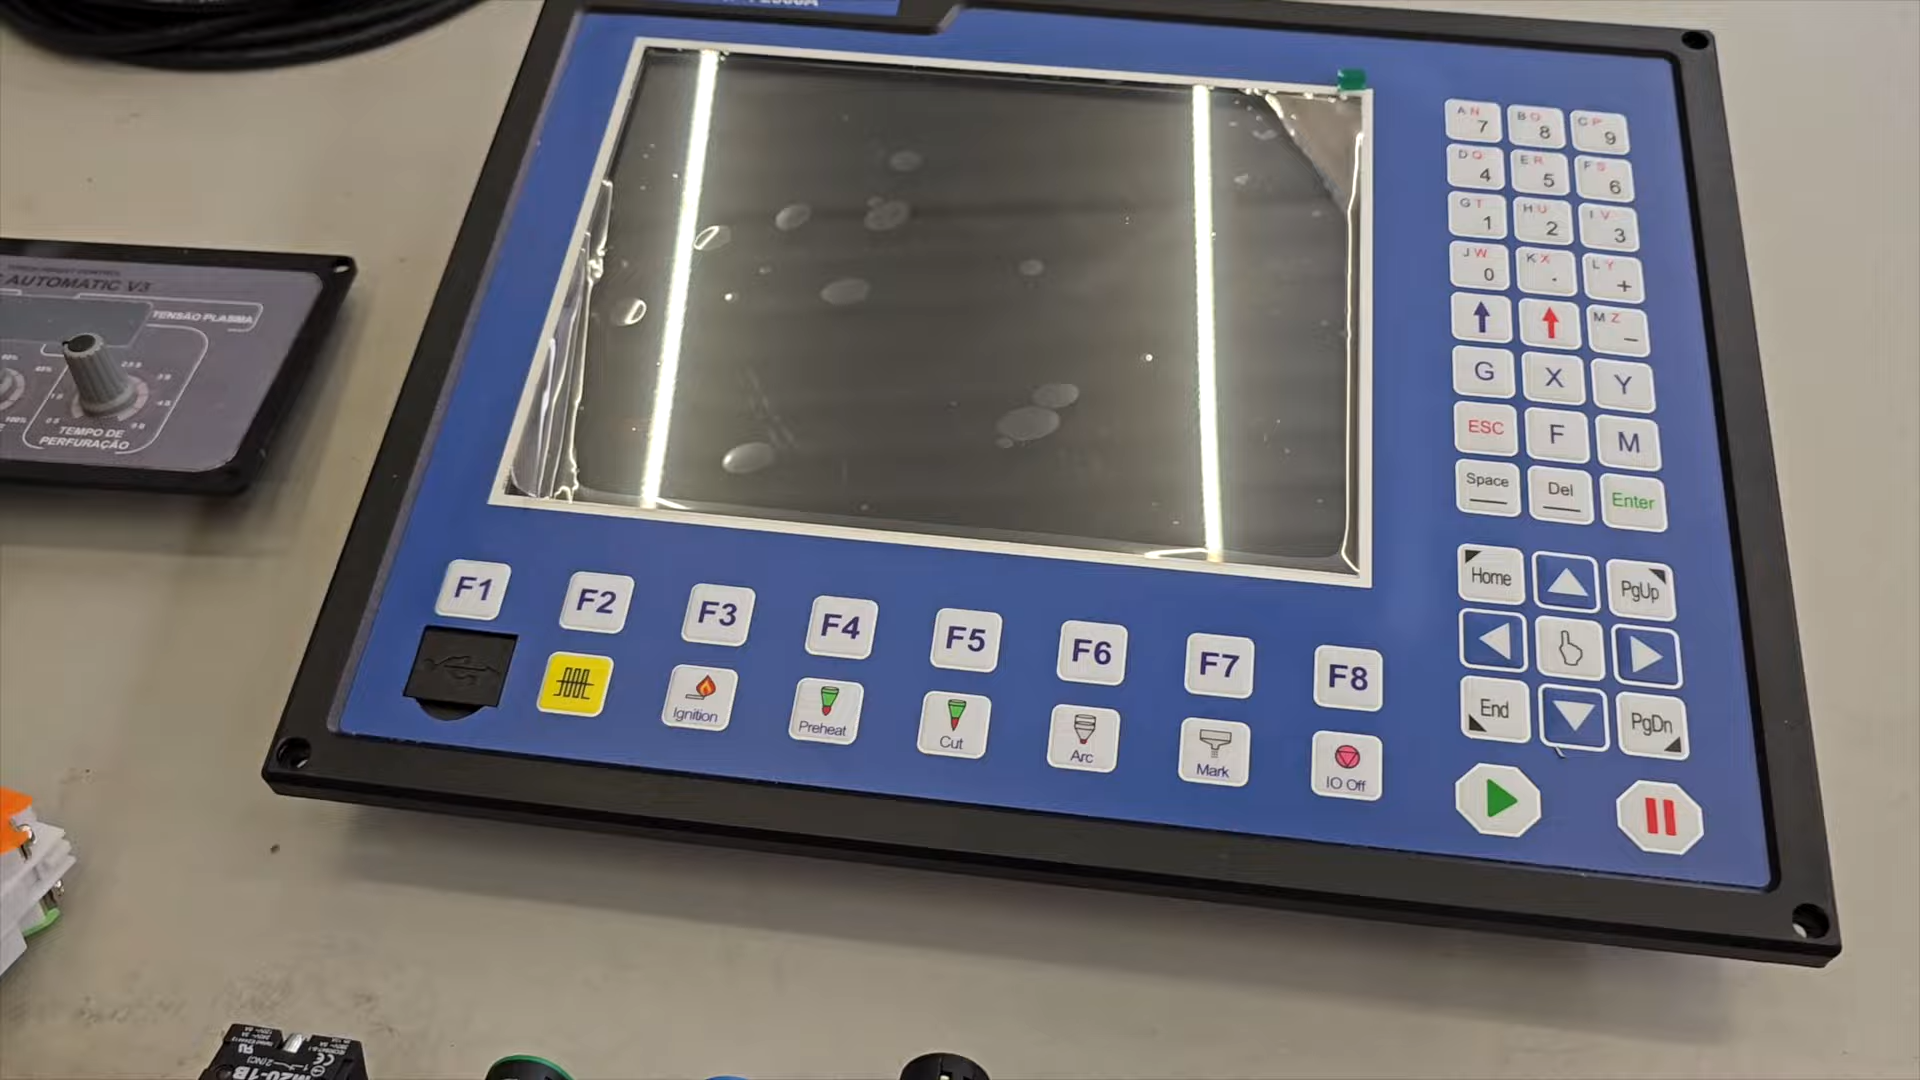 AUTOMATIC V3
TENSÃO PLASMA
TEMPO DE
PERFURAÇÃO
100%
A N 7
B O 8
C P 9
D Q 4
E R 5
F S 6
G T 1
H U 2
I V 3
J W 0
K X .
L Y +
M Z -
G X Y
ESC F M
Space Del Enter
Home PgUp
End PgDn
F1 F2 F3 F4 F5 F6 F7 F8
Ignition Preheat Cut Arc Mark IO Off